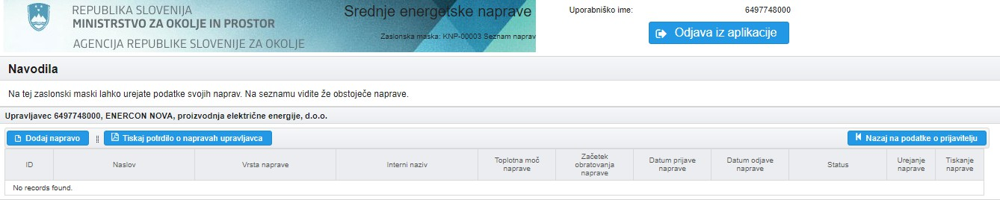 REPUBLIKA SLOVENIJA
MINISTRSTVO ZA OKOLJE IN PROSTOR
AGENCIJA REPUBLIKE SLOVENIJE ZA OKOLJE
Srednje energetske naprave
Zaslonska maska: KNP-00003 Seznam naprav
Uporabniško ime: 6497748000
Odjava iz aplikacije
Navodila
Na tej zaslonski maski lahko urejate podatke svojih naprav. Na seznamu vidite že obstoječe naprave.
Upravljavec 6497748000, ENERCON NOVA, proizvodnja električne energije, d.o.o.
Dodaj napravo
Tiskaj potrdilo o napravah upravljavca
Nazaj na podatke o prijavitelju
ID
Naslov
Vrsta naprave
Interni naziv
Toplotna moč
naprave
Začetek
obratovanja
naprave
Datum prijave
naprave
Datum odjave
naprave
Status
Urejanje
naprave
Tiskanje
naprave
No records found.